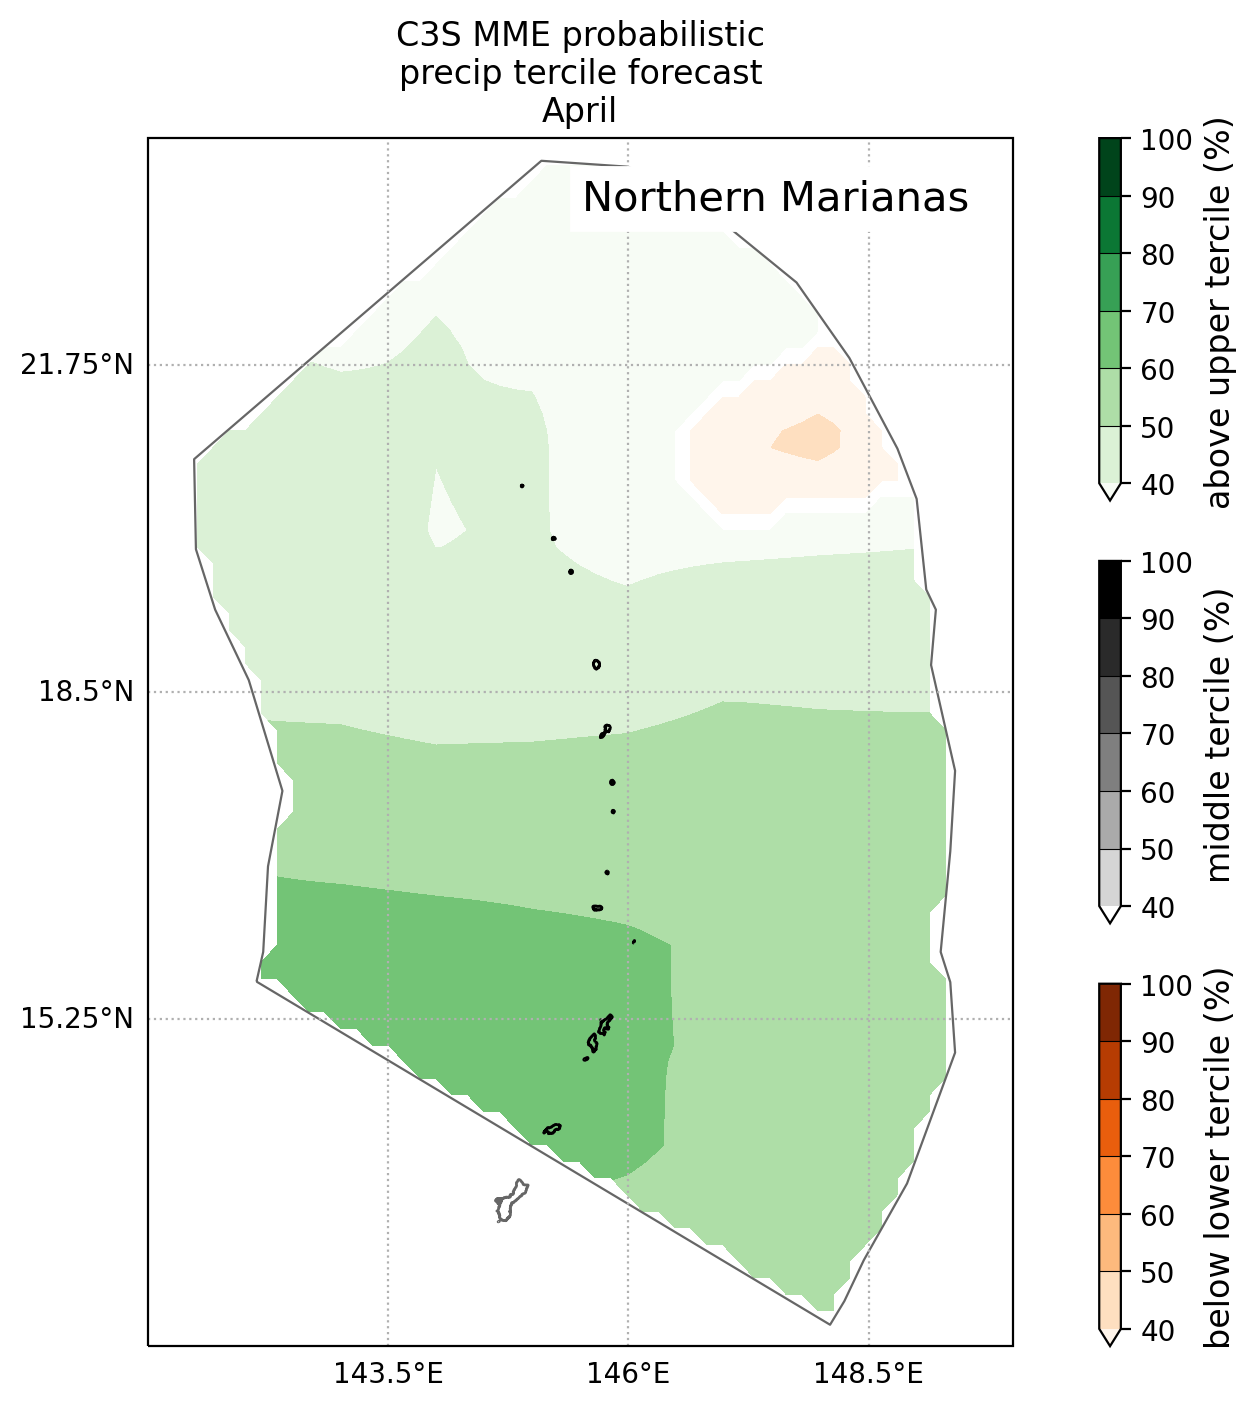 C3S MME probabilistic
precip tercile forecast
April
Northern Marianas
21.75°N
18.5°N
15.25°N
143.5°E
146°E
148.5°E
100
90
80
70
60
50
40
above upper tercile (%)
100
90
80
70
60
50
40
middle tercile (%)
100
90
80
70
60
50
40
below lower tercile (%)